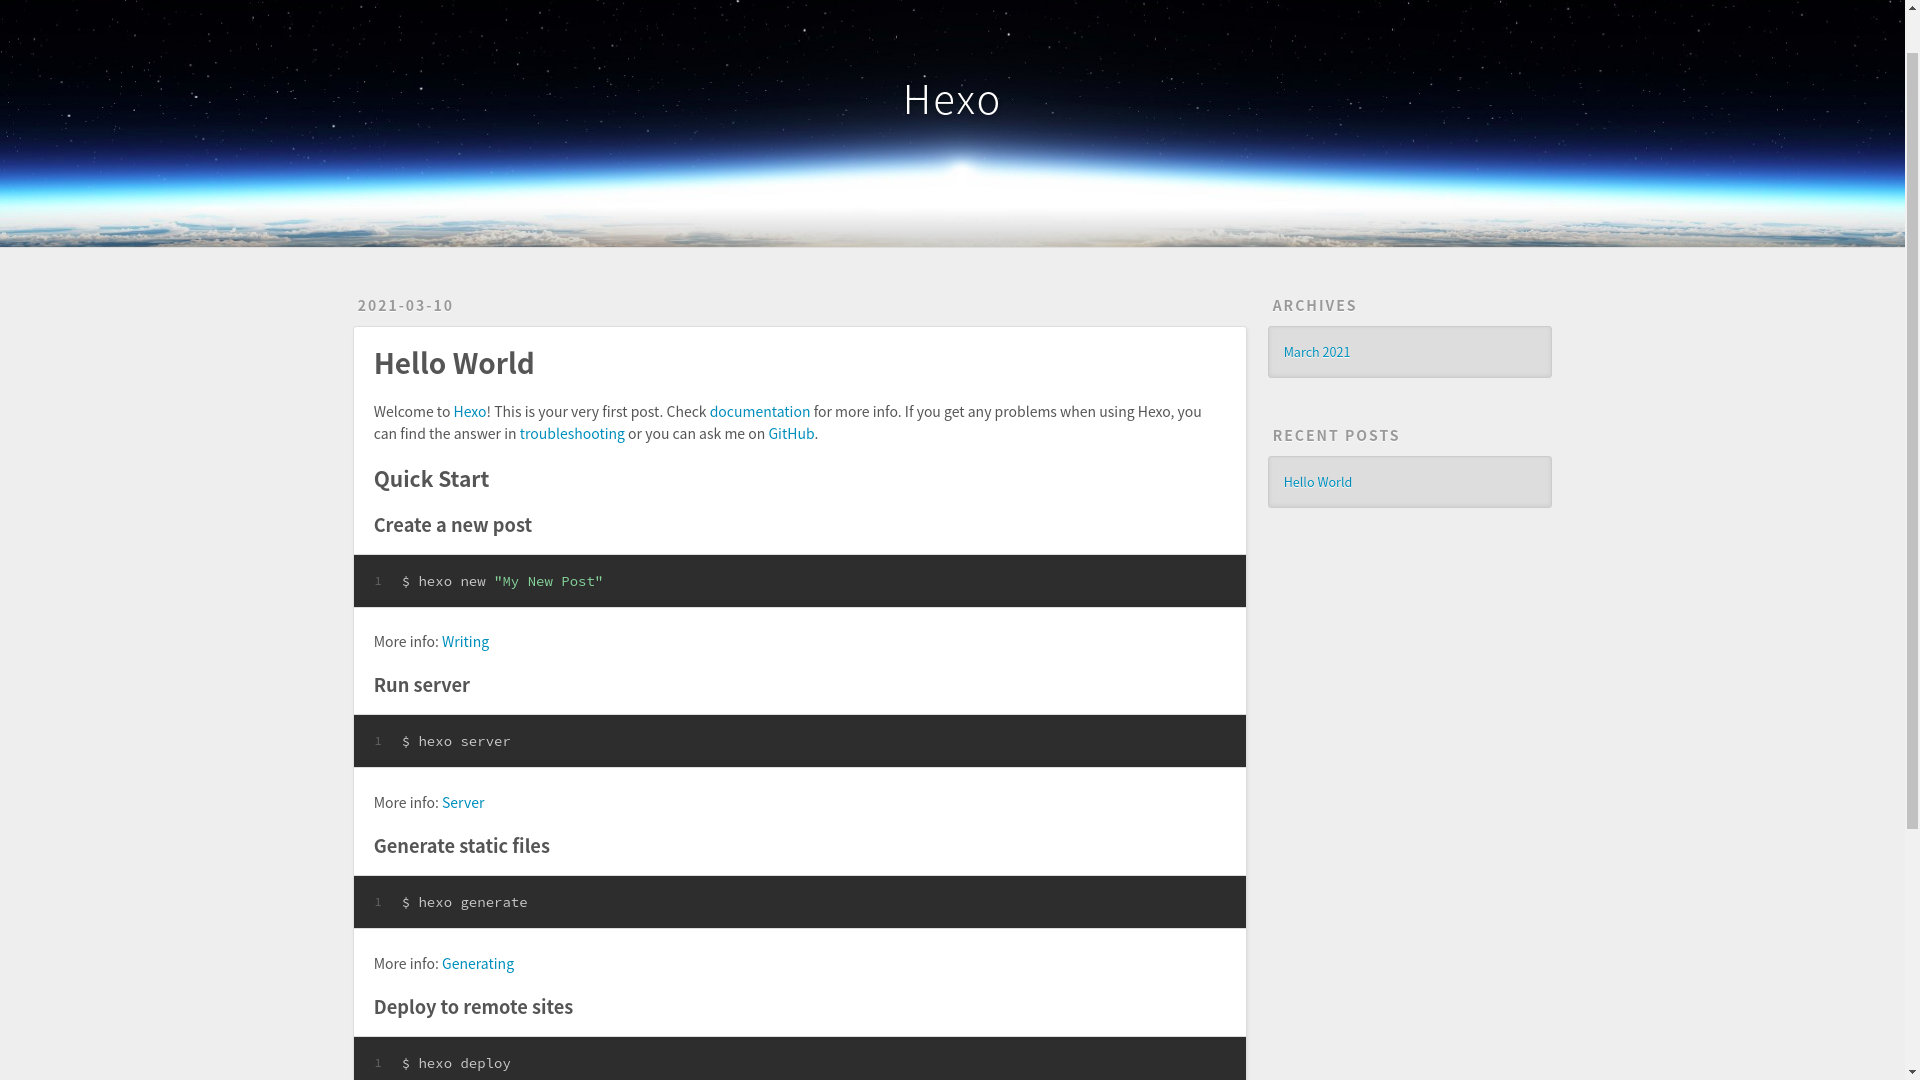 Hexo
2021-03-10
Hello World
Welcome to Hexo! This is your very first post. Check documentation for more info. If you get any problems when using Hexo, you
can find the answer in troubleshooting or you can ask me on GitHub.
Quick Start
Create a new post
1 $ hexo new "My New Post"
More info: Writing
Run server
1 $ hexo server
More info: Server
Generate static files
1 $ hexo generate
More info: Generating
Deploy to remote sites
1 $ hexo deploy
ARCHIVES
March 2021
RECENT POSTS
Hello World